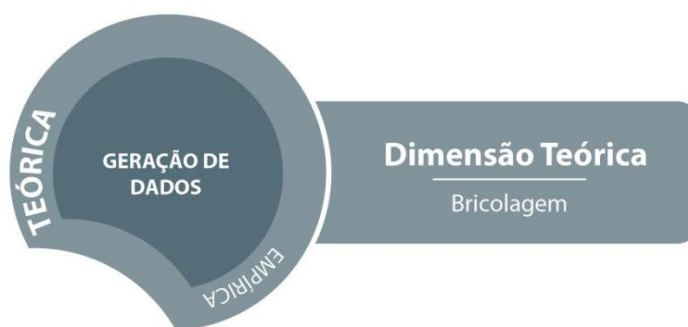 TEÓRICA
GERAÇÃO DE
DADOS
EMPÍRICA
Dimensão Teórica
Bricolagem